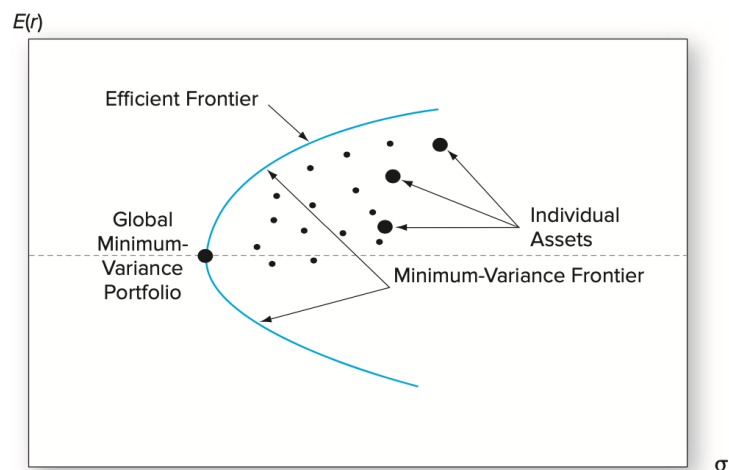 E(r)
Efficient Frontier
Global
Minimum-
Variance
Portfolio
Individual
Assets
Minimum-Variance Frontier
σ